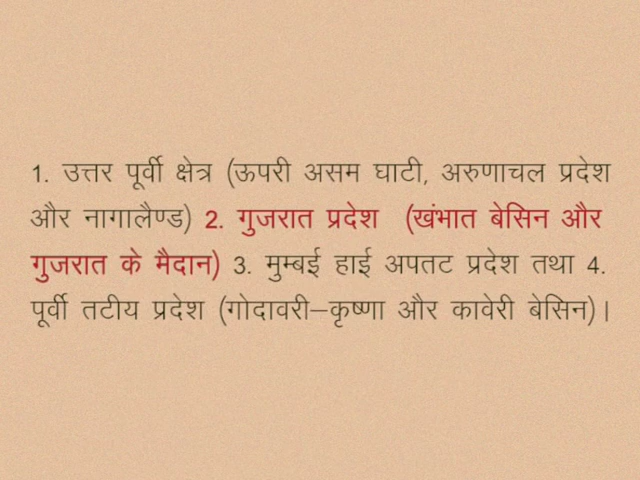 1. उत्तर पूर्वी क्षेत्र (ऊपरी असम घाटी, अरुणाचल प्रदेश
और नागालैण्ड) 2. गुजरात प्रदेश (खंभात बेसिन और
गुजरात के मैदान) 3. मुम्बई हाई अपतट प्रदेश तथा 4.
पूर्वी तटीय प्रदेश (गोदावरी–कृष्णा और कावेरी बेसिन)।